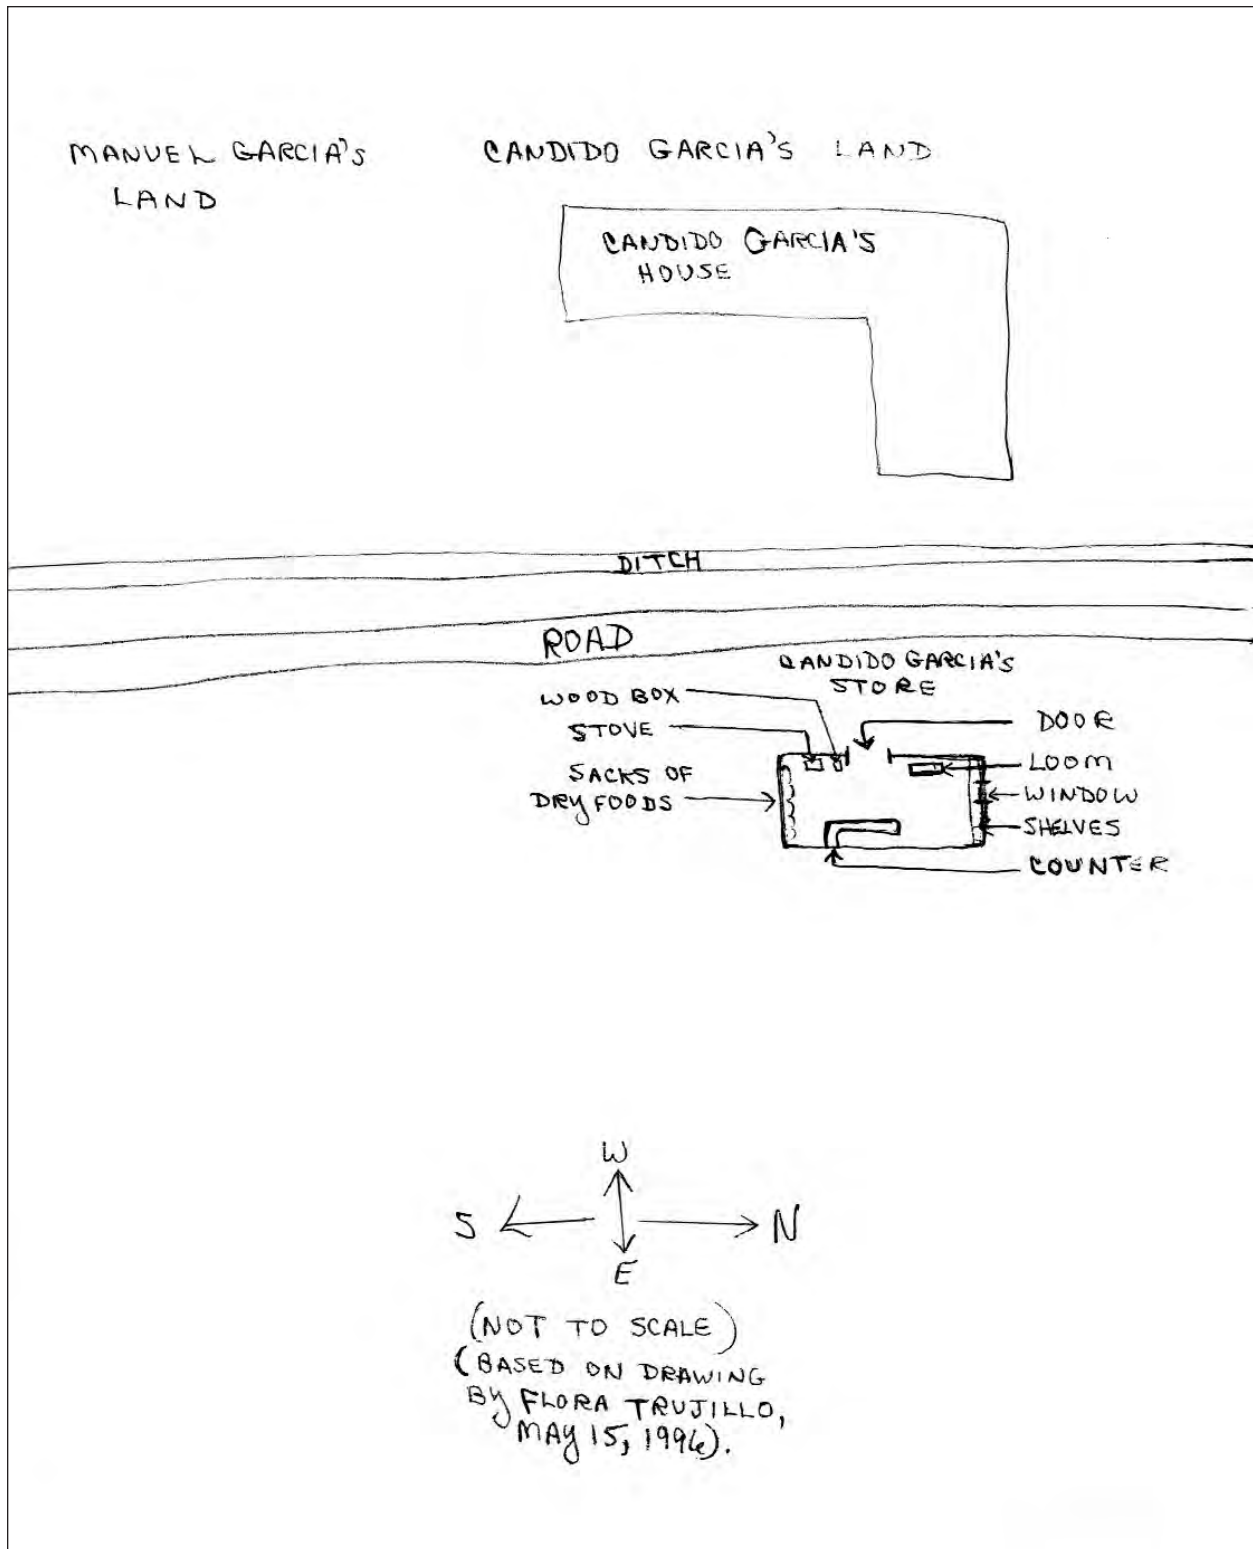 MANUEL GARCIA'S
LAND
CANDIDO GARCIA'S LAND
CANDIDO GARCIA'S
HOUSE
DITCH
ROAD
CANDIDO GARCIA'S
STORE
WOOD BOX
STOVE
SACKS OF
DRY FOODS
DOOR
LOOM
WINDOW
SHELVES
COUNTER
W
S
N
E
(NOT TO SCALE)
(BASED ON DRAWING
BY FLORA TRUJILLO,
MAY 15, 1996).